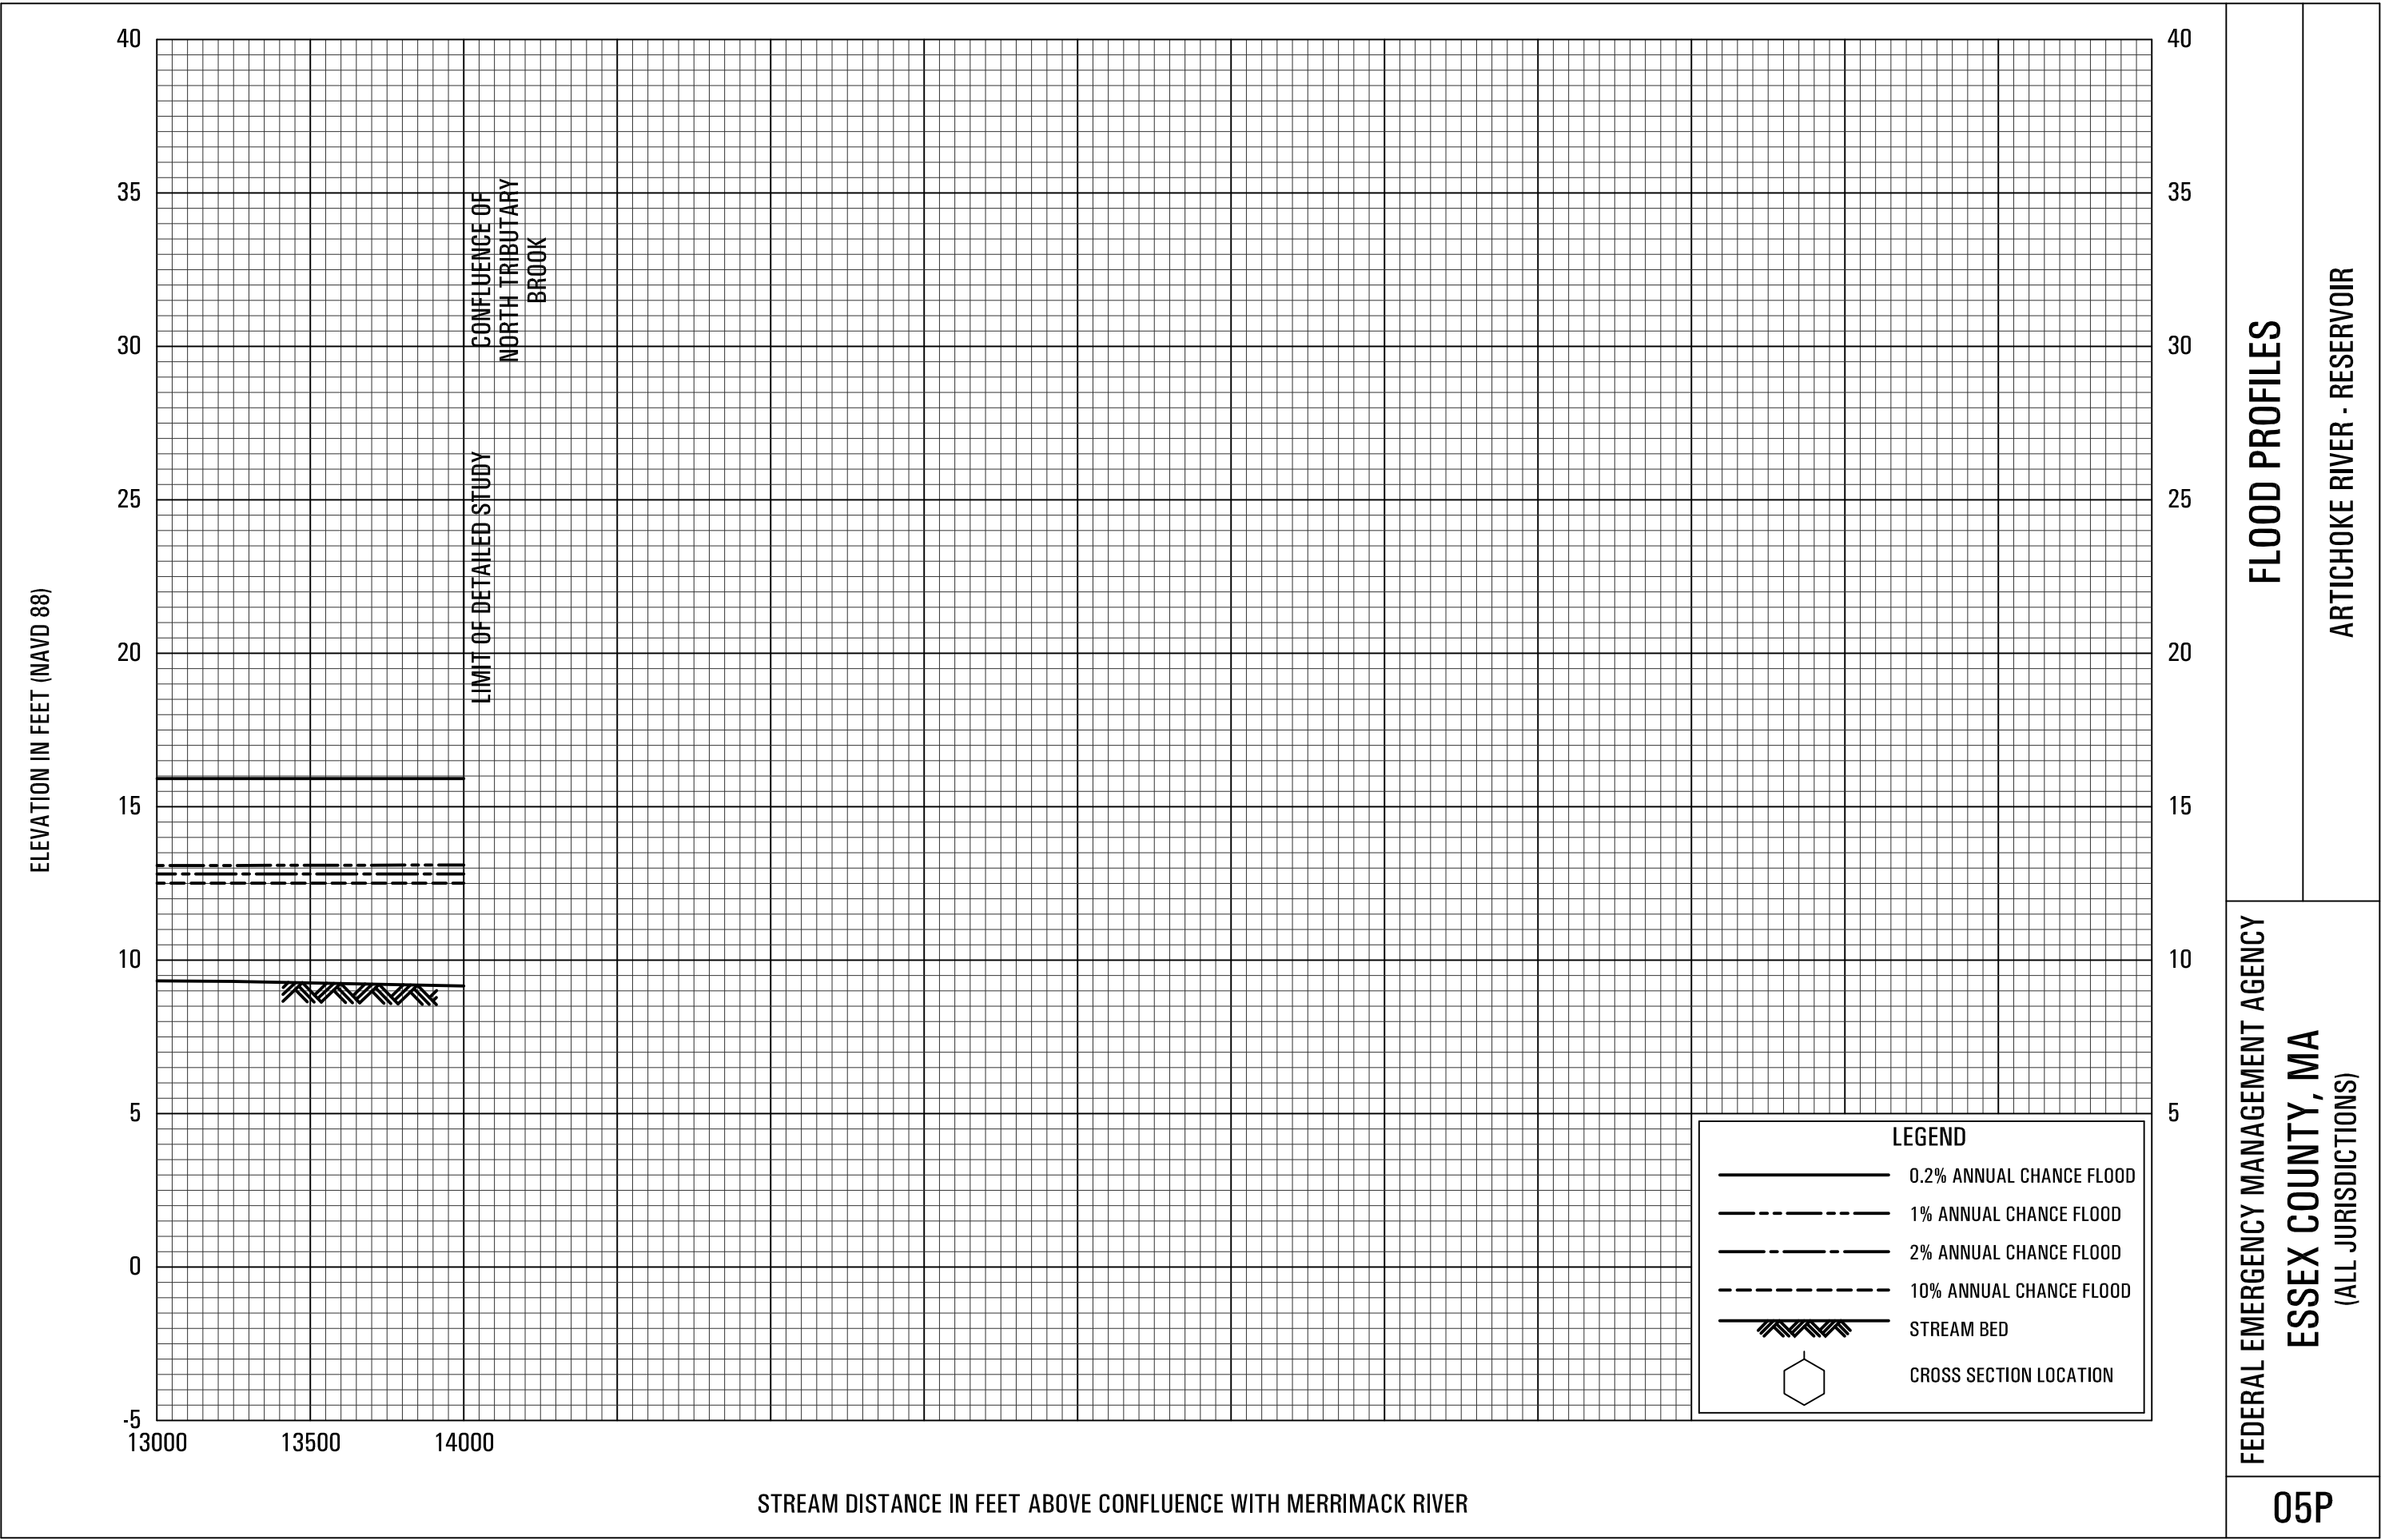 40
35
30
25
20
15
10
5
0
-5
ELEVATION IN FEET (NAVD 88)
13000
13500
14000
STREAM DISTANCE IN FEET ABOVE CONFLUENCE WITH MERRIMACK RIVER
CONFLUENCE OF
NORTH TRIBUTARY
BROOK
LIMIT OF DETAILED STUDY
40
35
30
25
20
15
10
5
LEGEND
0.2% ANNUAL CHANCE FLOOD
1% ANNUAL CHANCE FLOOD
2% ANNUAL CHANCE FLOOD
10% ANNUAL CHANCE FLOOD
STREAM BED
CROSS SECTION LOCATION
FLOOD PROFILES
ARTICHOKE RIVER - RESERVOIR
FEDERAL EMERGENCY MANAGEMENT AGENCY
ESSEX COUNTY, MA
(ALL JURISDICTIONS)
05P